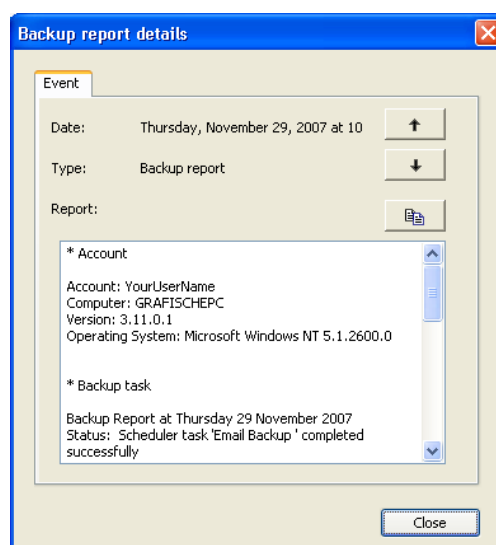 Backup report details
Event
Date: Thursday, November 29, 2007 at 10
Type: Backup report
Report:
* Account
Account: YourUserName
Computer: GRAFISCHEPC
Version: 3.11.0.1
Operating System: Microsoft Windows NT 5.1.2600.0
* Backup task
Backup Report at Thursday 29 November 2007
Status: Scheduler task 'Email Backup ' completed
successfully
Close